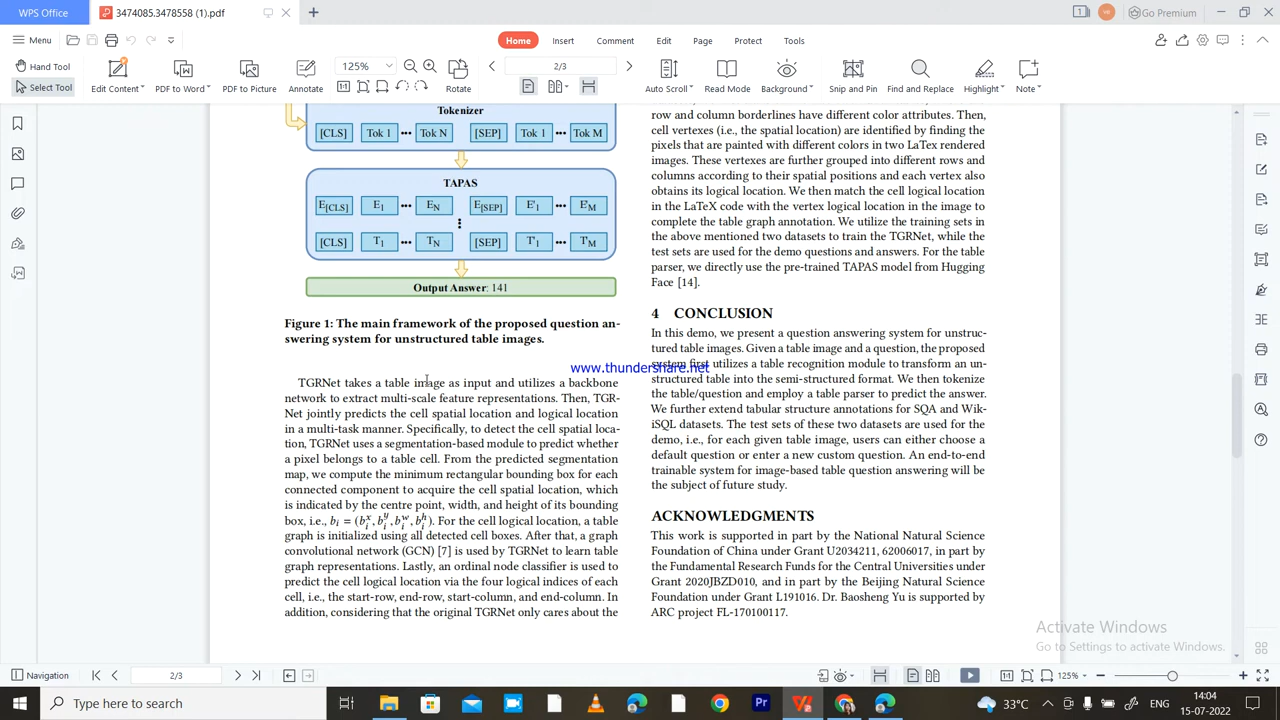 WPS Office
3474085.3478558 (1).pdf
1
Go Premium
Menu
Home
Insert
Comment
Edit
Page
Protect
Tools
Hand Tool
Select Tool
Edit Content
PDF to Word
PDF to Picture
Annotate
125%
Rotate
2/3
Auto Scroll
Read Mode
Background
Snip and Pin
Find and Replace
Highlight
Note
Tokenizer
[CLS] Tok 1 ••• Tok N [SEP] Tok 1 ••• Tok M
TAPAS
E[CLS] E1 ••• EN E[SEP] E'1 ••• E'M
[CLS] T1 ••• TN [SEP] T'1 ••• T'M
Output Answer: 141
Figure 1: The main framework of the proposed question an-
swering system for unstructured table images.
TGRNet takes a table image as input and utilizes a backbone
network to extract multi-scale feature representations. Then, TGR-
Net jointly predicts the cell spatial location and logical location
in a multi-task manner. Specifically, to detect the cell spatial loca-
tion, TGRNet uses a segmentation-based module to predict whether
a pixel belongs to a table cell. From the predicted segmentation
map, we compute the minimum rectangular bounding box for each
connected component to acquire the cell spatial location, which
is indicated by the centre point, width, and height of its bounding
box, i.e., bi = (b_i^x, b_i^y, b_i^w, b_i^h). For the cell logical location, a table
graph is initialized using all detected cell boxes. After that, a graph
convolutional network (GCN) [7] is used by TGRNet to learn table
graph representations. Lastly, an ordinal node classifier is used to
predict the cell logical location via the four logical indices of each
cell, i.e., the start-row, end-row, start-column, and end-column. In
addition, considering that the original TGRNet only cares about the
row and column borderlines have different color attributes. Then,
cell vertexes (i.e., the spatial location) are identified by finding the
pixels that are painted with different colors in two LaTex rendered
images. These vertexes are further grouped into different rows and
columns according to their spatial positions and each vertex also
obtains its logical location. We then match the cell logical location
in the LaTeX code with the vertex logical location in the image to
complete the table graph annotation. We utilize the training sets in
the above mentioned two datasets to train the TGRNet, while the
test sets are used for the demo questions and answers. For the table
parser, we directly use the pre-trained TAPAS model from Hugging
Face [14].
4 CONCLUSION
In this demo, we present a question answering system for unstruc-
tured table images. Given a table image and a question, the proposed
system first utilizes a table recognition module to transform an un-
structured table into the semi-structured format. We then tokenize
the table/question and employ a table parser to predict the answer.
We further extend tabular structure annotations for SQA and Wik-
iSQL datasets. The test sets of these two datasets are used for the
demo, i.e., for each given table image, users can either choose a
default question or enter a new custom question. An end-to-end
trainable system for image-based table question answering will be
the subject of future study.
ACKNOWLEDGMENTS
This work is supported in part by the National Natural Science
Foundation of China under Grant U2034211, 62006017, in part by
the Fundamental Research Funds for the Central Universities under
Grant 2020JBZD010, and in part by the Beijing Natural Science
Foundation under Grant L191016. Dr. Baosheng Yu is supported by
ARC project FL-170100117.
www.thundershare.net
Activate Windows
Go to Settings to activate Windows.
Navigation
2/3
125%
Type here to search
Pr
33°C
ENG
14:04
15-07-2022